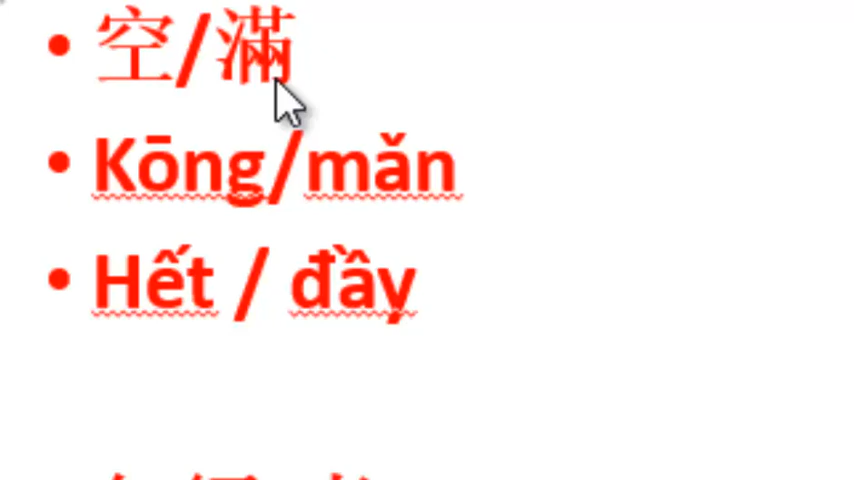 • 空/滿
• Kōng/mǎn
• Hết / đầy